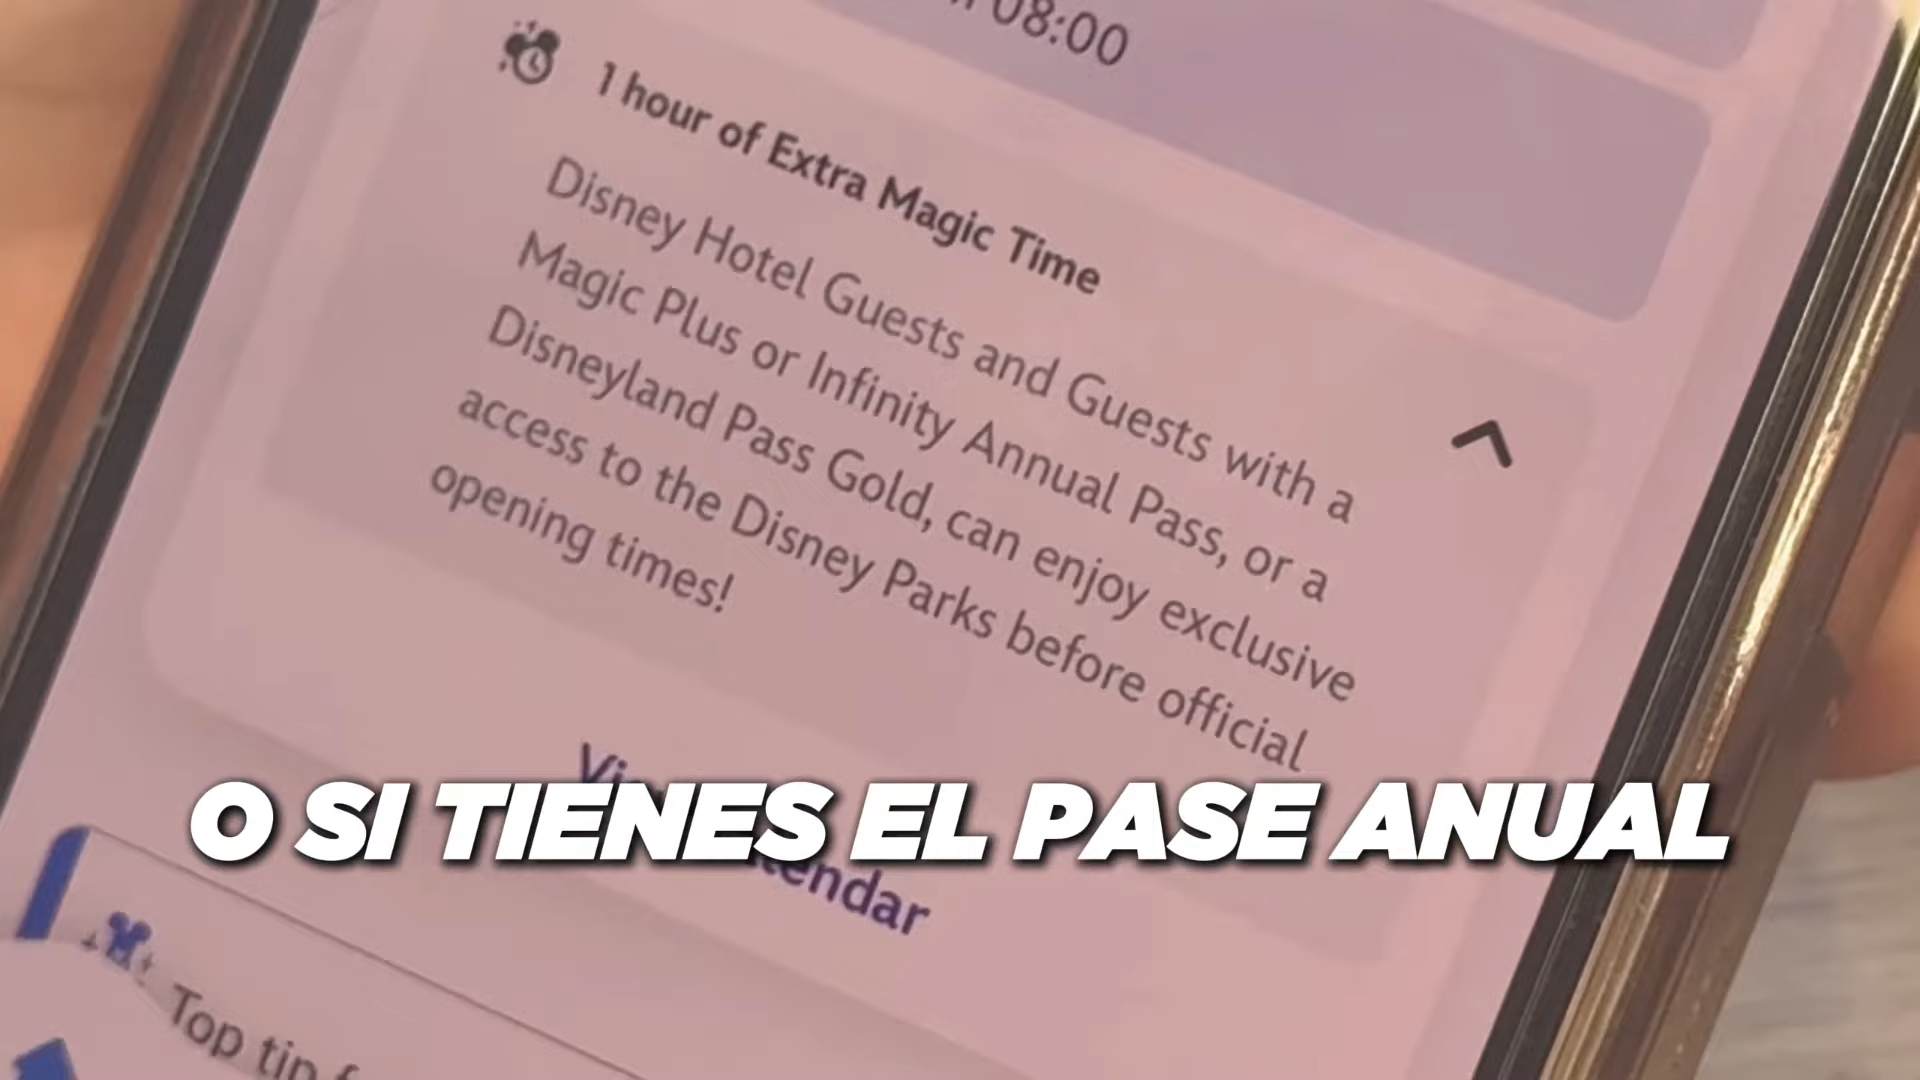 08:00
1 hour of Extra Magic Time
Disney Hotel Guests and Guests with a
Magic Plus or Infinity Annual Pass, or a
Disneyland Pass Gold, can enjoy exclusive
access to the Disney Parks before official
opening times!
O SI TIENES EL PASE ANUAL
Top tip